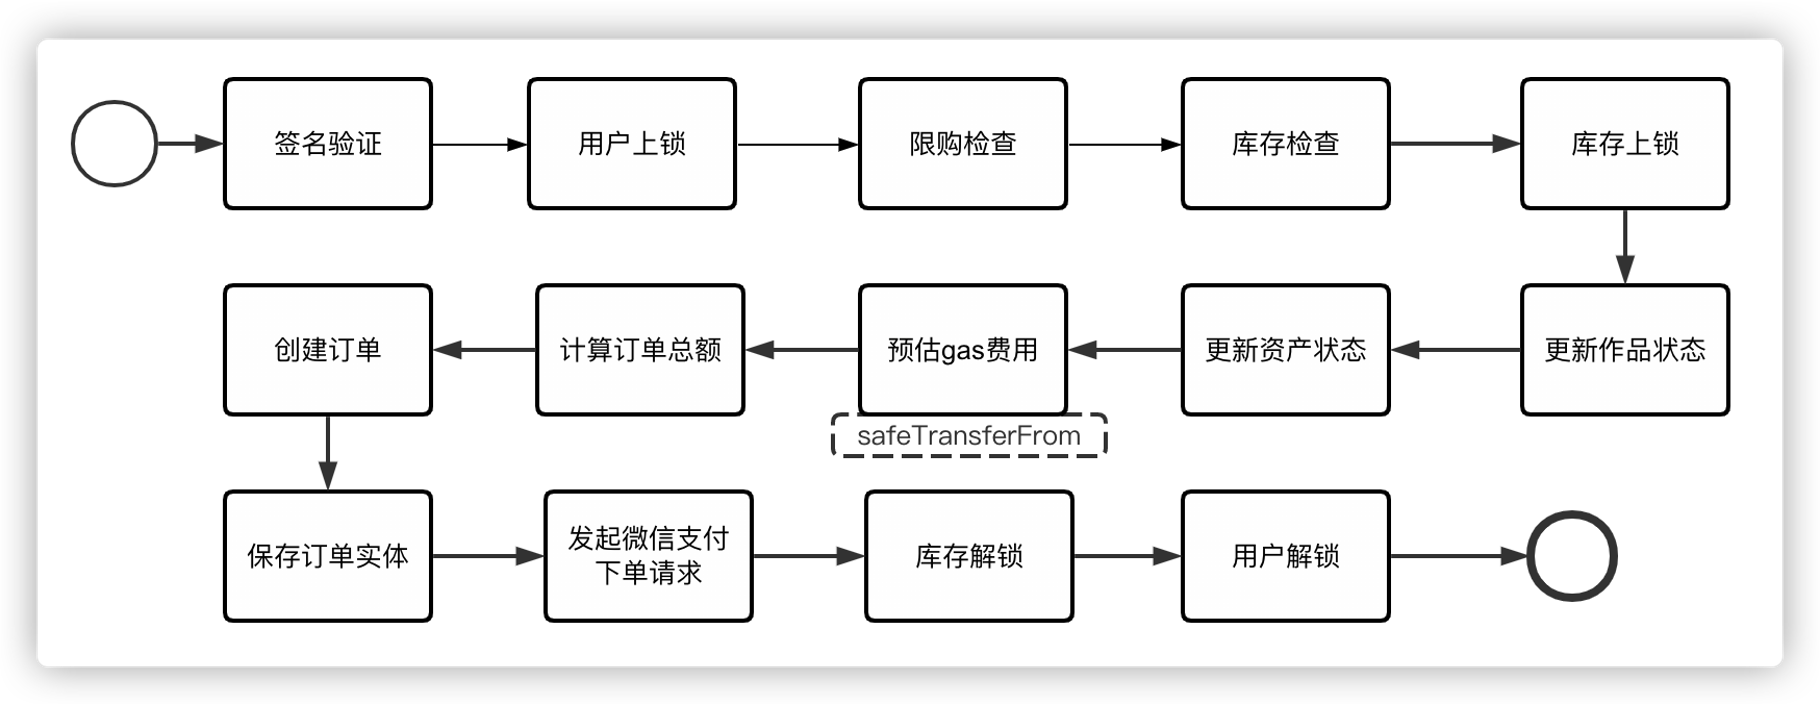 签名验证
用户上锁
限购检查
库存检查
库存上锁
创建订单
计算订单总额
预估gas费用
更新资产状态
更新作品状态
safeTransferFrom
保存订单实体
发起微信支付
下单请求
库存解锁
用户解锁